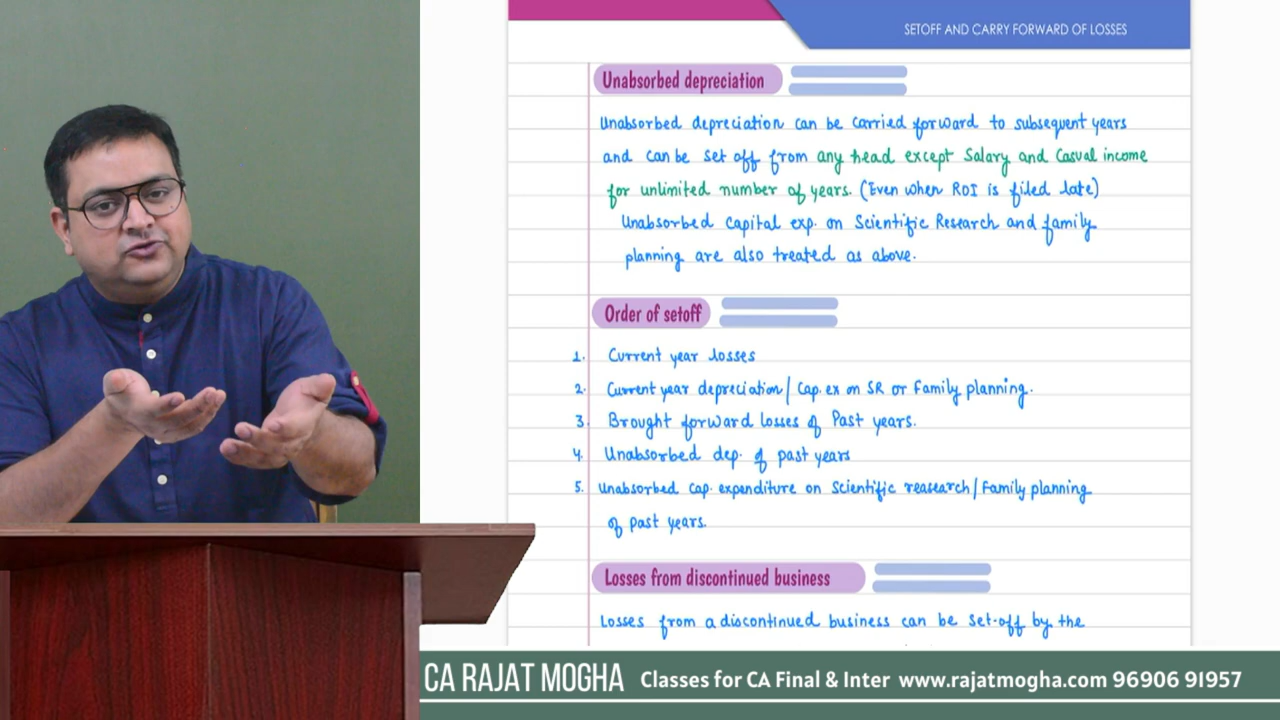 SETOFF AND CARRY FORWARD OF LOSSES
Unabsorbed depreciation
Unabsorbed depreciation can be carried forward to subsequent years
and can be set off from any head except Salary and Casual income
for unlimited number of years. (Even when ROI is filed late)
Unabsorbed Capital exp. on Scientific Research and family
planning are also treated as above.
Order of setoff
1. Current year losses
2. Current year depreciation/ Cap. ex on SR or Family planning.
3. Brought forward losses of Past years.
4. Unabsorbed dep. of past years
5. Unabsorbed cap. expenditure on Scientific reasearch/Family planning
of past years.
Losses from discontinued business
Losses from a discontinued business can be set-off by the
CA RAJAT MOGHA Classes for CA Final & Inter www.rajatmogha.com 96906 91957